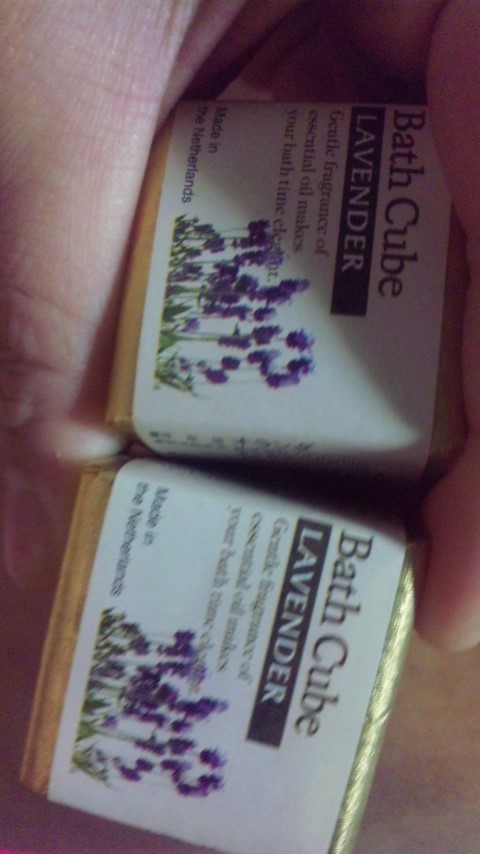 Bath Cube
LAVENDER
Gentle fragrance of
essential oil makes
your bath time elegant.
Made in
the Netherlands
Bath Cube
LAVENDER
Gentle fragrance of
essential oil makes
your bath time
Made in
the Netherlands